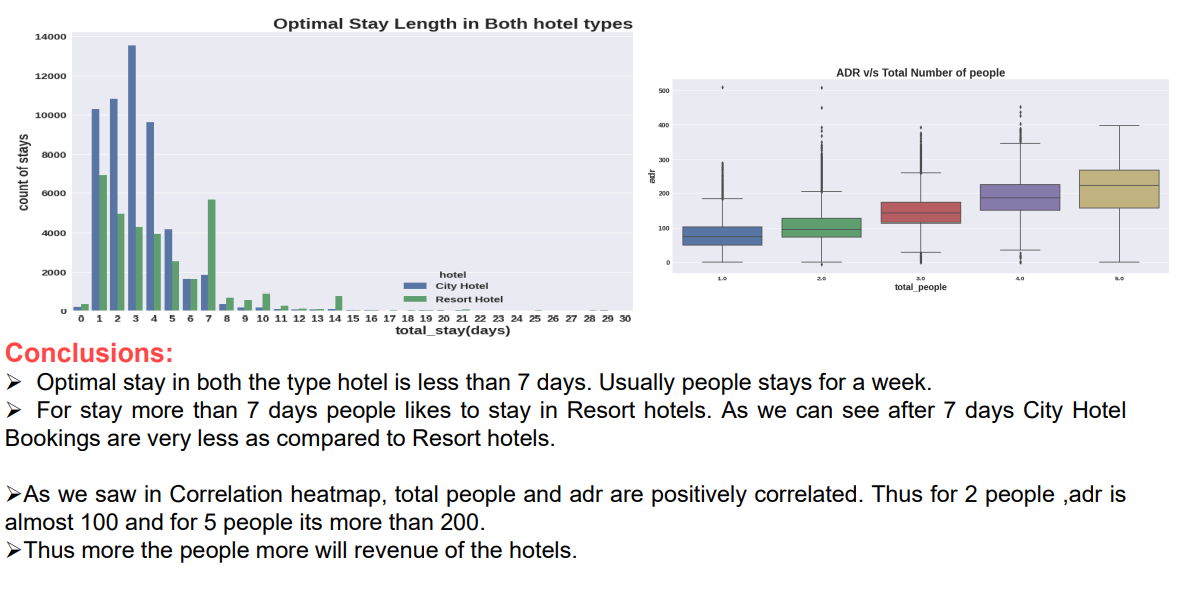 Optimal Stay Length in Both hotel types
14000
12000
10000
8000
6000
4000
2000
0
count of stays
hotel
City Hotel
Resort Hotel
0 1 2 3 4 5 6 7 8 9 10 11 12 13 14 15 16 17 18 19 20 21 22 23 24 25 26 27 28 29 30
total_stay(days)
ADR v/s Total Number of people
500
400
300
200
100
0
adr
1.0 2.0 3.0 4.0 5.0
total_people
Conclusions:
➢ Optimal stay in both the type hotel is less than 7 days. Usually people stays for a week.
➢ For stay more than 7 days people likes to stay in Resort hotels. As we can see after 7 days City Hotel
Bookings are very less as compared to Resort hotels.
➢As we saw in Correlation heatmap, total people and adr are positively correlated. Thus for 2 people ,adr is
almost 100 and for 5 people its more than 200.
➢Thus more the people more will revenue of the hotels.